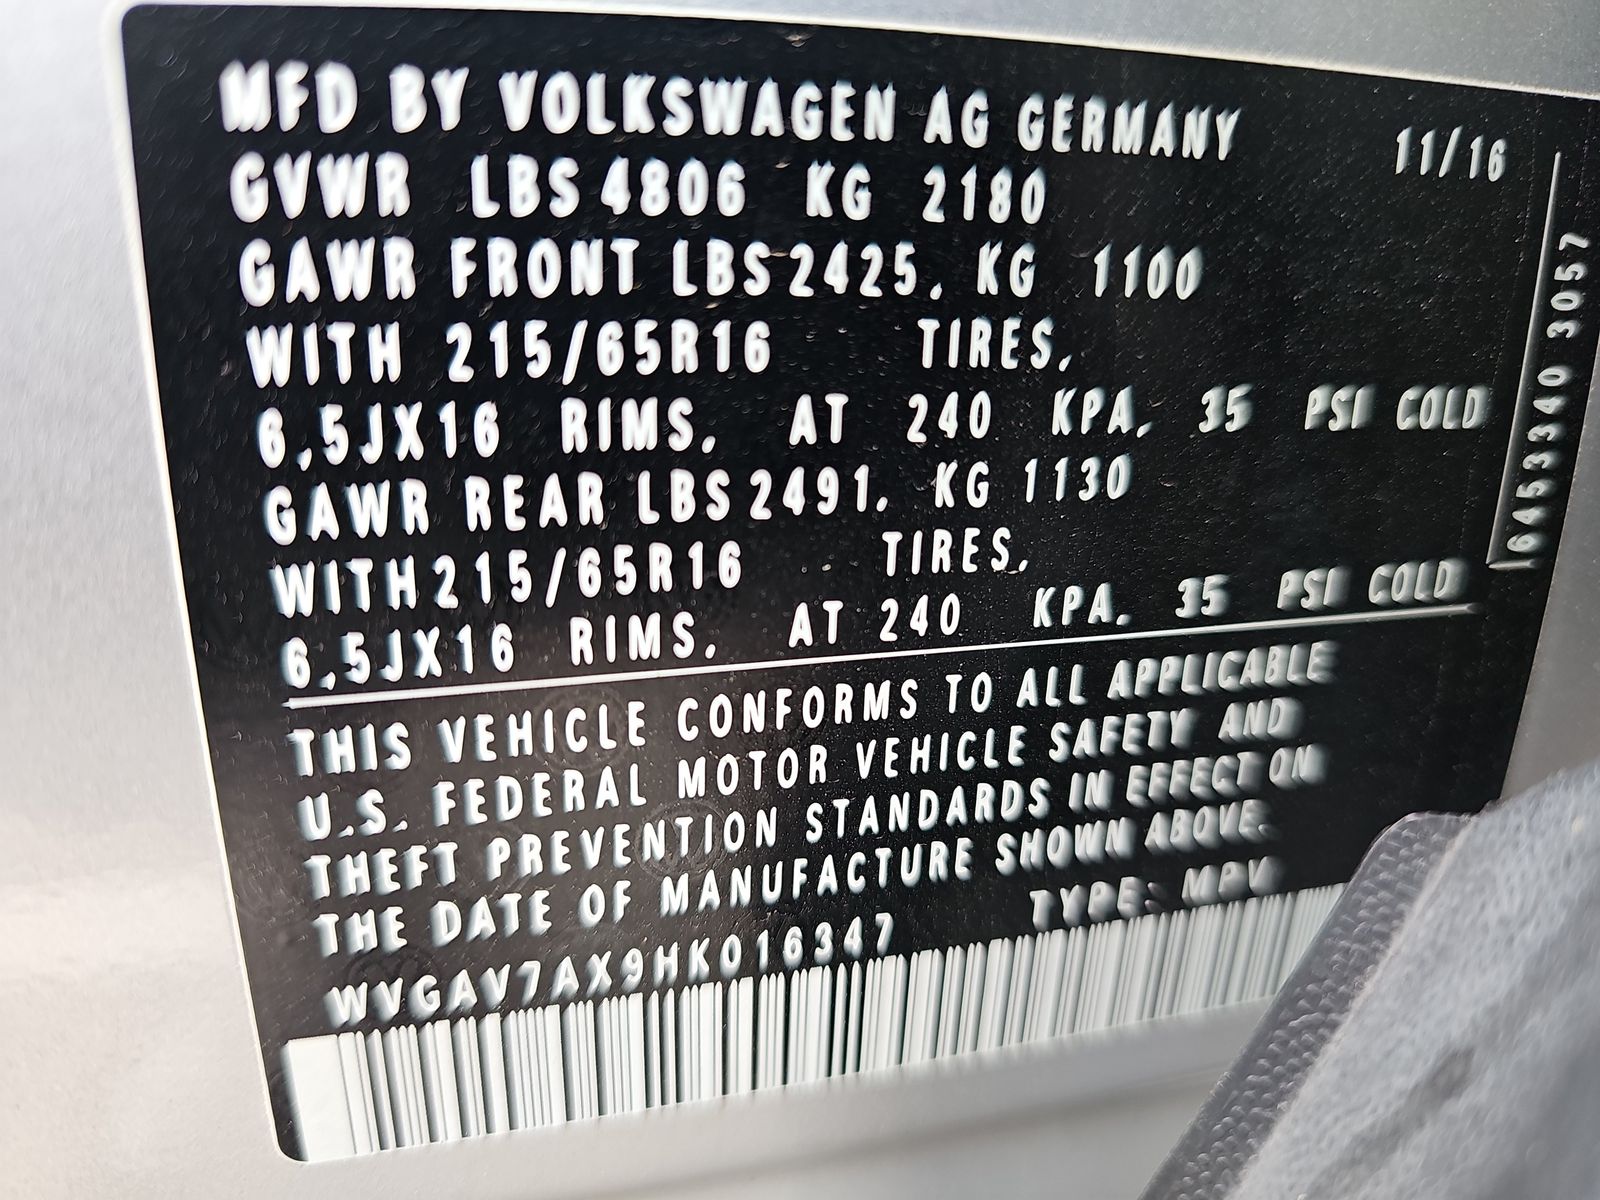 MFD BY VOLKSWAGEN AG GERMANY 11/16
GVWR LBS 4806 KG 2180
GAWR FRONT LBS 2425, KG 1100
WITH 215/65R16 TIRES,
6,5JX16 RIMS, AT 240 KPA, 35 PSI COLD
GAWR REAR LBS 2491, KG 1130
WITH 215/65R16 TIRES,
6,5JX16 RIMS, AT 240 KPA, 35 PSI COLD
THIS VEHICLE CONFORMS TO ALL APPLICABLE
U.S. FEDERAL MOTOR VEHICLE SAFETY AND
THEFT PREVENTION STANDARDS IN EFFECT ON
THE DATE OF MANUFACTURE SHOWN ABOVE.
WVGAV7AX9HK016347 TYPE: MPV
6453340 3057